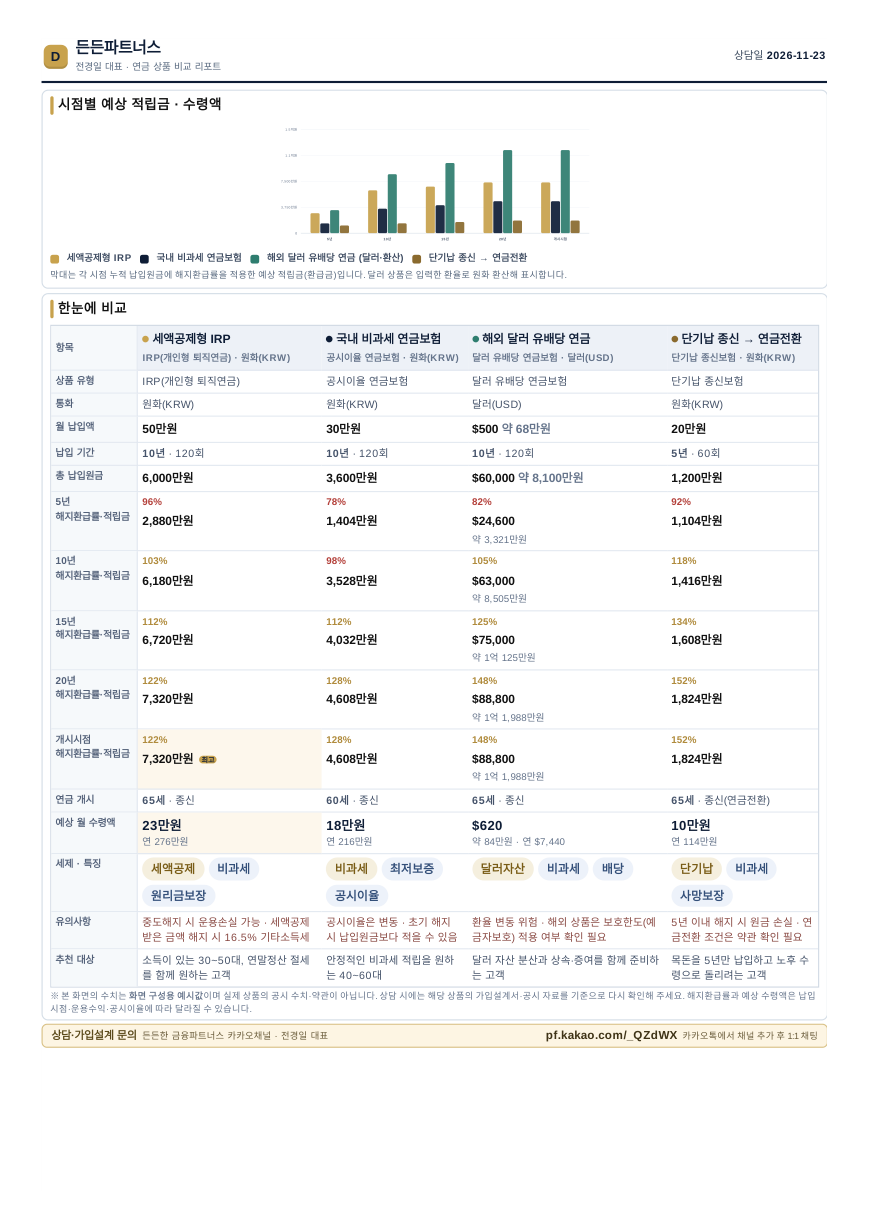 D
든든파트너스
전경일 대표 · 연금 상품 비교 리포트
상담일 2026-11-23
시점별 예상 적립금 · 수령액
0
세액공제형 IRP 국내 비과세 연금보험 해외 달러 유배당 연금 (달러·환산) 단기납 종신 → 연금전환
막대는 각 시점 누적 납입원금에 해지환급률을 적용한 예상 적립금(환급금)입니다. 달러 상품은 입력한 환율로 원화 환산해 표시합니다.
한눈에 비교
항목 세액공제형 IRP 국내 비과세 연금보험 해외 달러 유배당 연금 단기납 종신 → 연금전환
IRP(개인형 퇴직연금) · 원화(KRW) 공시이율 연금보험 · 원화(KRW) 달러 유배당 연금보험 · 달러(USD) 단기납 종신보험 · 원화(KRW)
상품 유형 IRP(개인형 퇴직연금) 공시이율 연금보험 달러 유배당 연금보험 단기납 종신보험
통화 원화(KRW) 원화(KRW) 달러(USD) 원화(KRW)
월 납입액 50만원 30만원 $500 약 68만원 20만원
납입 기간 10년 · 120회 10년 · 120회 10년 · 120회 5년 · 60회
총 납입원금 6,000만원 3,600만원 $60,000 약 8,100만원 1,200만원
5년 96% 78% 82% 92%
해지환급률·적립금 2,880만원 1,404만원 $24,600 1,104만원
약 3,321만원
10년 103% 98% 105% 118%
해지환급률·적립금 6,180만원 3,528만원 $63,000 1,416만원
약 8,505만원
15년 112% 112% 125% 134%
해지환급률·적립금 6,720만원 4,032만원 $75,000 1,608만원
약 1억 125만원
20년 122% 128% 148% 152%
해지환급률·적립금 7,320만원 4,608만원 $88,800 1,824만원
약 1억 1,988만원
개시시점 122% 128% 148% 152%
해지환급률·적립금 7,320만원 최고 4,608만원 $88,800 1,824만원
약 1억 1,988만원
연금 개시 65세 · 종신 60세 · 종신 65세 · 종신 65세 · 종신(연금전환)
예상 월 수령액 23만원 18만원 $620 10만원
연 276만원 연 216만원 약 84만원 · 연 $7,440 연 114만원
세제 · 특징 세액공제 비과세 비과세 최저보증 달러자산 비과세 배당 단기납 비과세
원리금보장 공시이율 사망보장
유의사항 중도해지 시 운용손실 가능 · 세액공제 공시이율은 변동 · 초기 해지 환율 변동 위험 · 해외 상품은 보호한도(예 5년 이내 해지 시 원금 손실 · 연
받은 금액 해지 시 16.5% 기타소득세 시 납입원금보다 적을 수 있음 금자보호) 적용 여부 확인 필요 금전환 조건은 약관 확인 필요
추천 대상 소득이 있는 30~50대, 연말정산 절세 안정적인 비과세 적립을 원하 달러 자산 분산과 상속·증여를 함께 준비하 목돈을 5년만 납입하고 노후 수
를 함께 원하는 고객 는 40~60대 는 고객 령으로 돌리려는 고객
※ 본 화면의 수치는 화면 구성용 예시값이며 실제 상품의 공시 수치·약관이 아닙니다. 상담 시에는 해당 상품의 가입설계서·공시 자료를 기준으로 다시 확인해 주세요. 해지환급률과 예상 수령액은 납입
시점·운용수익·공시이율에 따라 달라질 수 있습니다.
상담·가입설계 문의 든든한 금융파트너스 카카오채널 · 전경일 대표 pf.kakao.com/_QZdWX 카카오톡에서 채널 추가 후 1:1 채팅